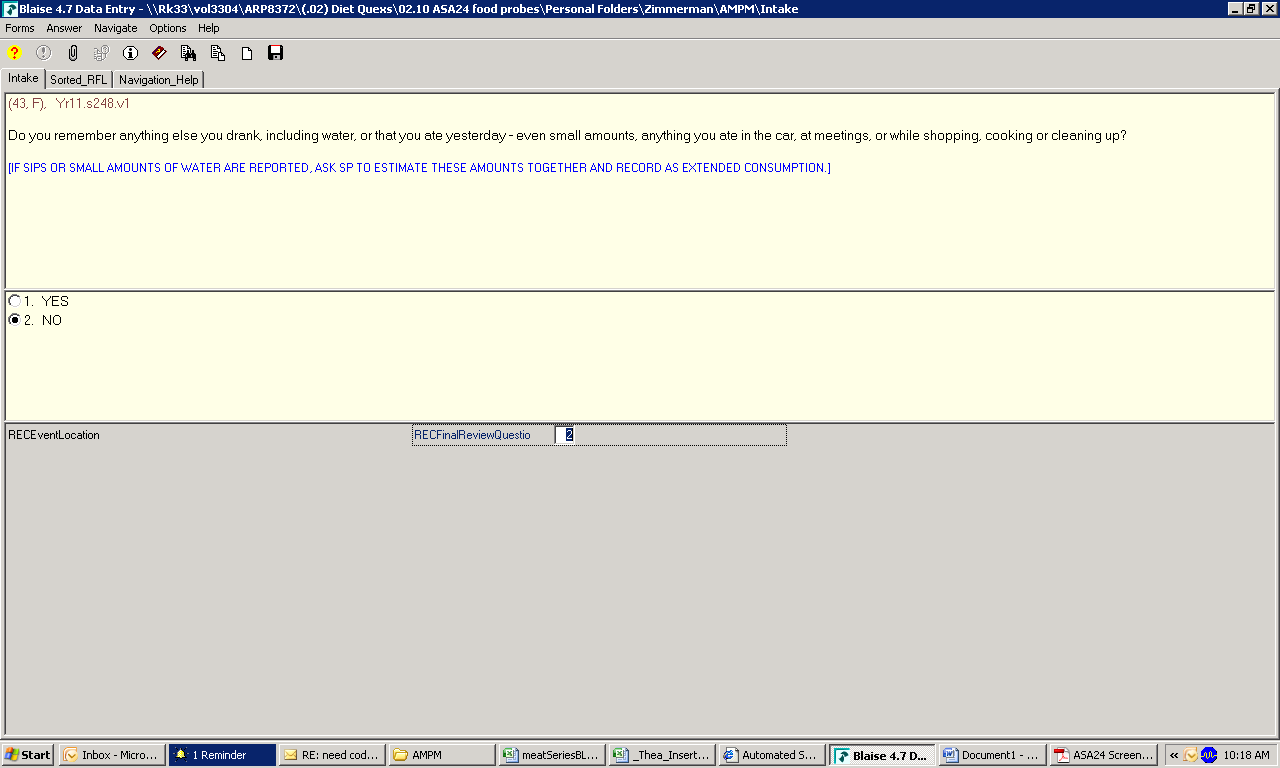 Blaise 4.7 Data Entry - \\Rk33\vol3304\ARP8372\(.02) Diet Quexs\02.10 ASA24 food probes\Personal Folders\Zimmerman\AMPM\Intake
Forms Answer Navigate Options Help
Intake Sorted_RFL Navigation_Help
(43, F), Yr11.s248.v1
Do you remember anything else you drank, including water, or that you ate yesterday - even small amounts, anything you ate in the car, at meetings, or while shopping, cooking or cleaning up?
[IF SIPS OR SMALL AMOUNTS OF WATER ARE REPORTED, ASK SP TO ESTIMATE THESE AMOUNTS TOGETHER AND RECORD AS EXTENDED CONSUMPTION.]
1. YES
2. NO
RECEventLocation RECFinalReviewQuestio 2
Start Inbox - Micro... 1 Reminder RE: need cod... AMPM meatSeriesBL... _Thea_Insert... Automated S... Blaise 4.7 D... Document1 - ... ASA24 Screen... « 10:18 AM